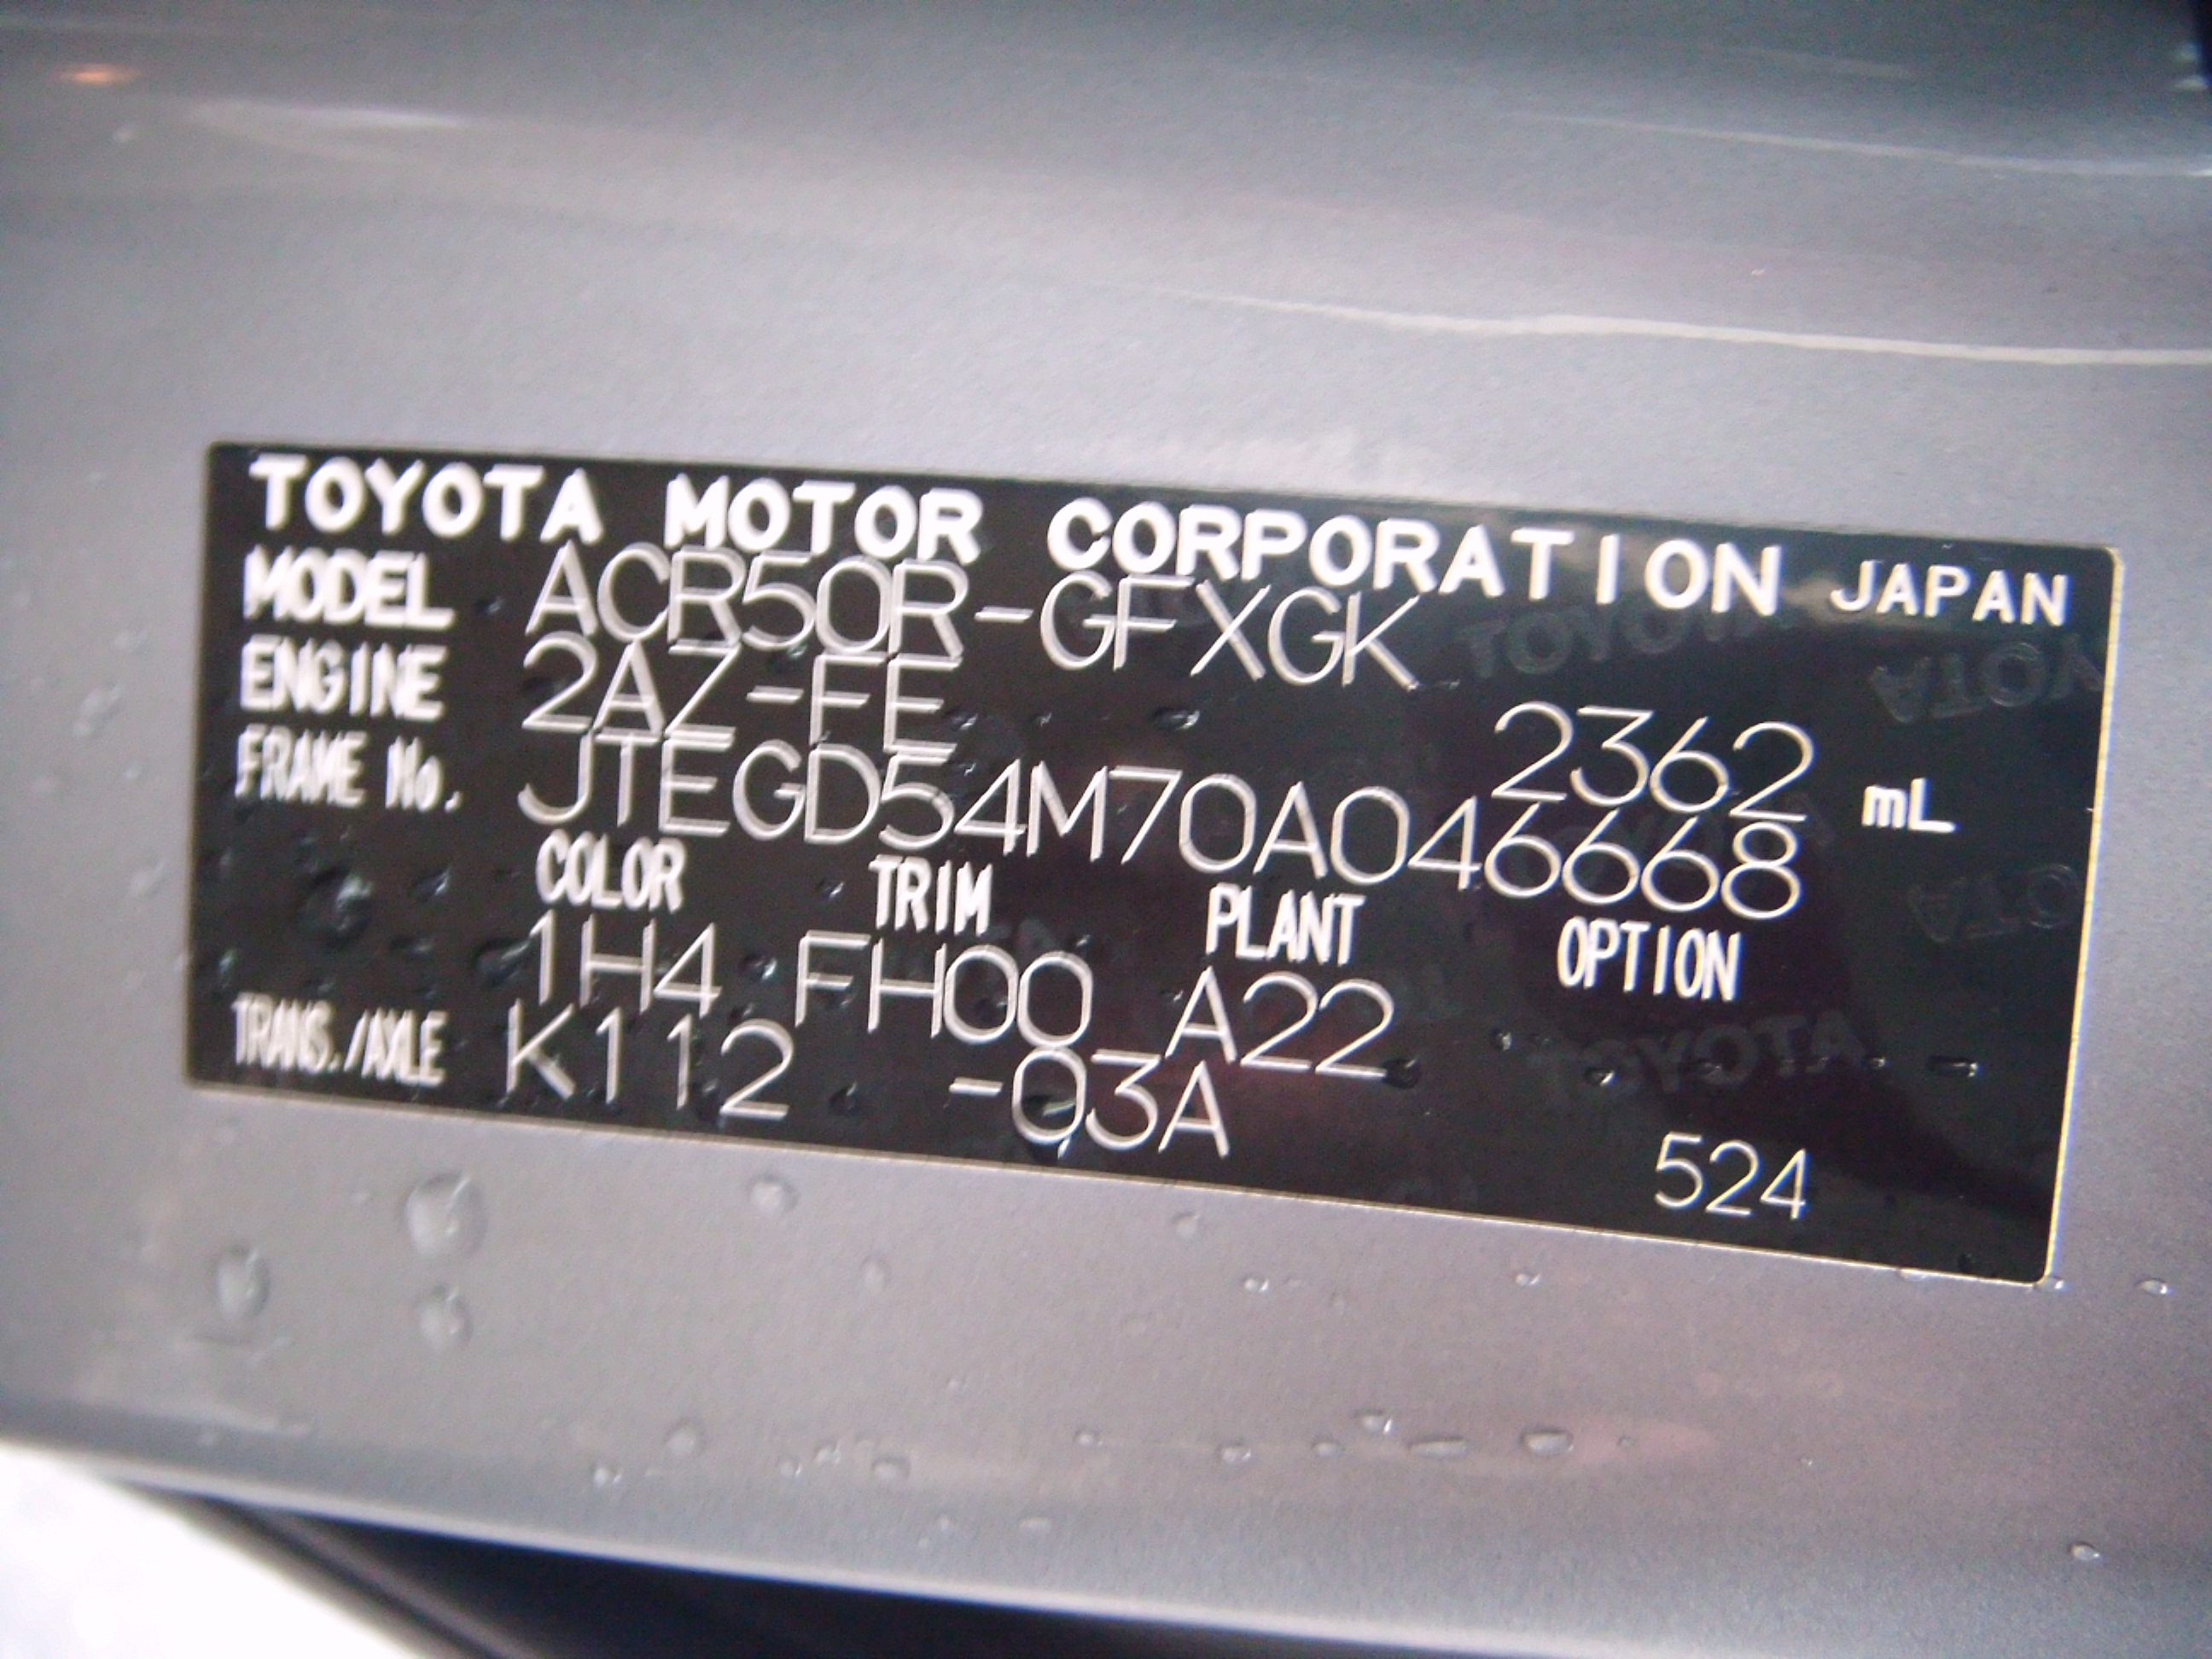 TOYOTA MOTOR CORPORATION JAPAN
MODEL ACR50R-GFXGK
ENGINE 2AZ-FE 2362 mL
FRAME No. JTEGD54M70A046668
COLOR TRIM PLANT OPTION
1H4 FH00 A22
TRANS./AXLE K112 -03A
524